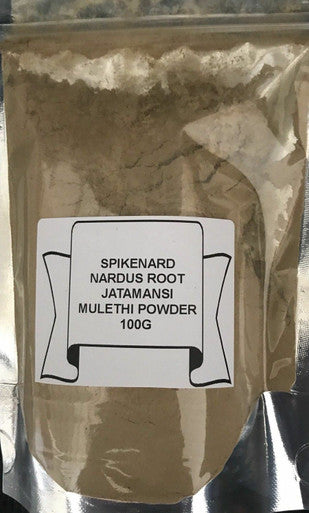 SPIKENARD
NARDUS ROOT
JATAMANSI
MULETHI POWDER
100G